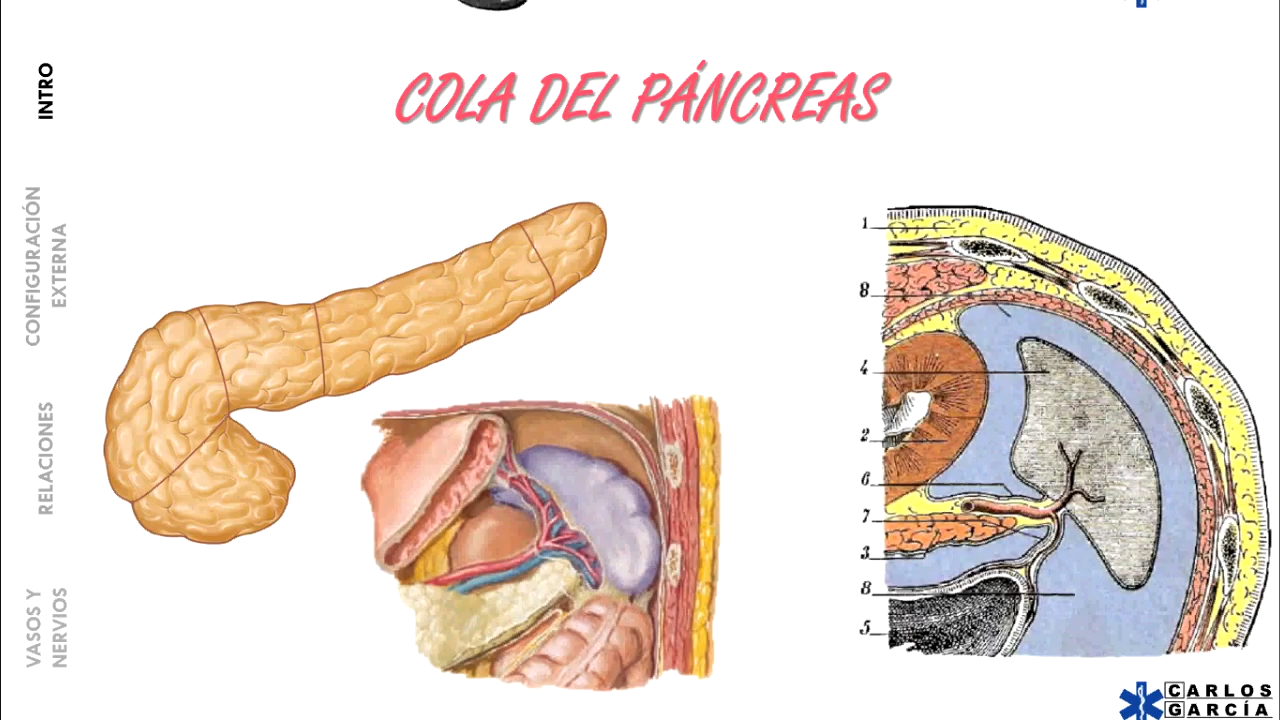 COLA DEL PÁNCREAS
INTRO
CONFIGURACIÓN
EXTERNA
RELACIONES
VASOS Y
NERVIOS
1
8
4
2
6
7
3
8
5
CARLOS
GARCÍA